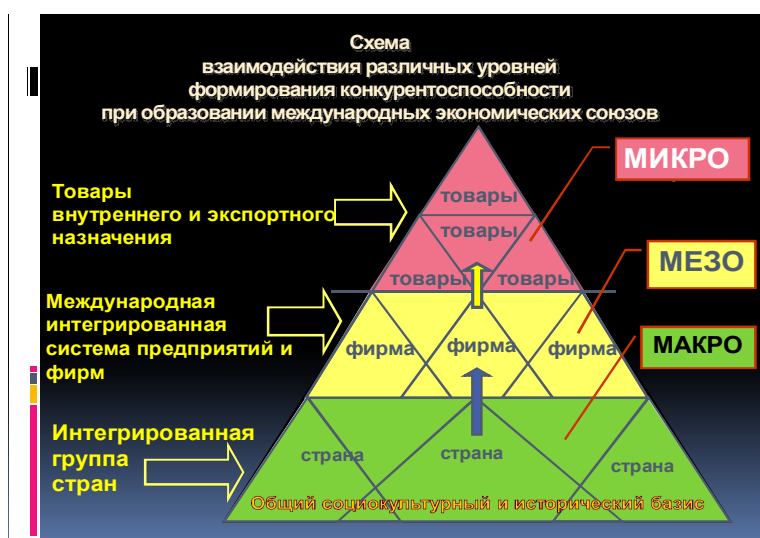 Схема
взаимодействия различных уровней
формирования конкурентоспособности
при образовании международных экономических союзов
МИКРО
Товары
внутреннего и экспортного
назначения
товары
товары
товары
товары
МЕЗО
Международная
интегрированная
система предприятий и
фирм
фирма
фирма
фирма
МАКРО
Интегрированная
группа
стран
страна
страна
страна
Общий социокультурный и исторический базис